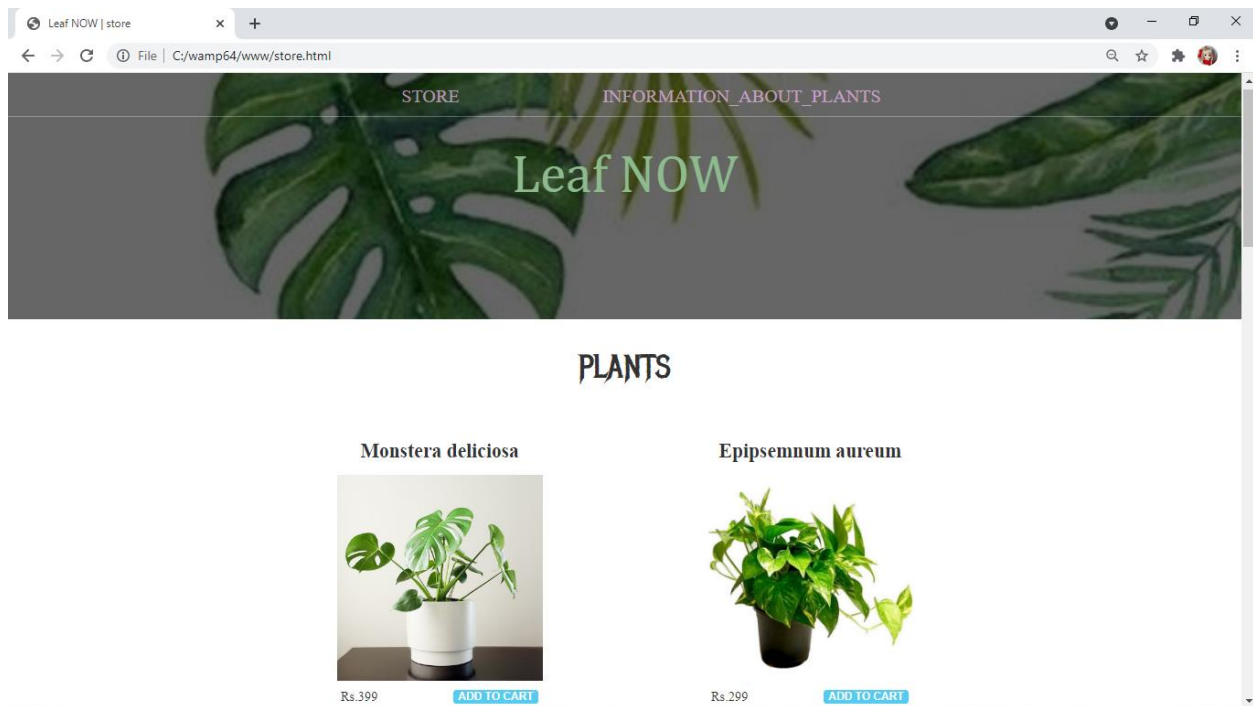 Leaf NOW | store
File | C:/wamp64/www/store.html
STORE INFORMATION_ABOUT_PLANTS
Leaf NOW
PLANTS
Monstera deliciosa Epipsemnum aureum
Rs.399 ADD TO CART Rs.299 ADD TO CART